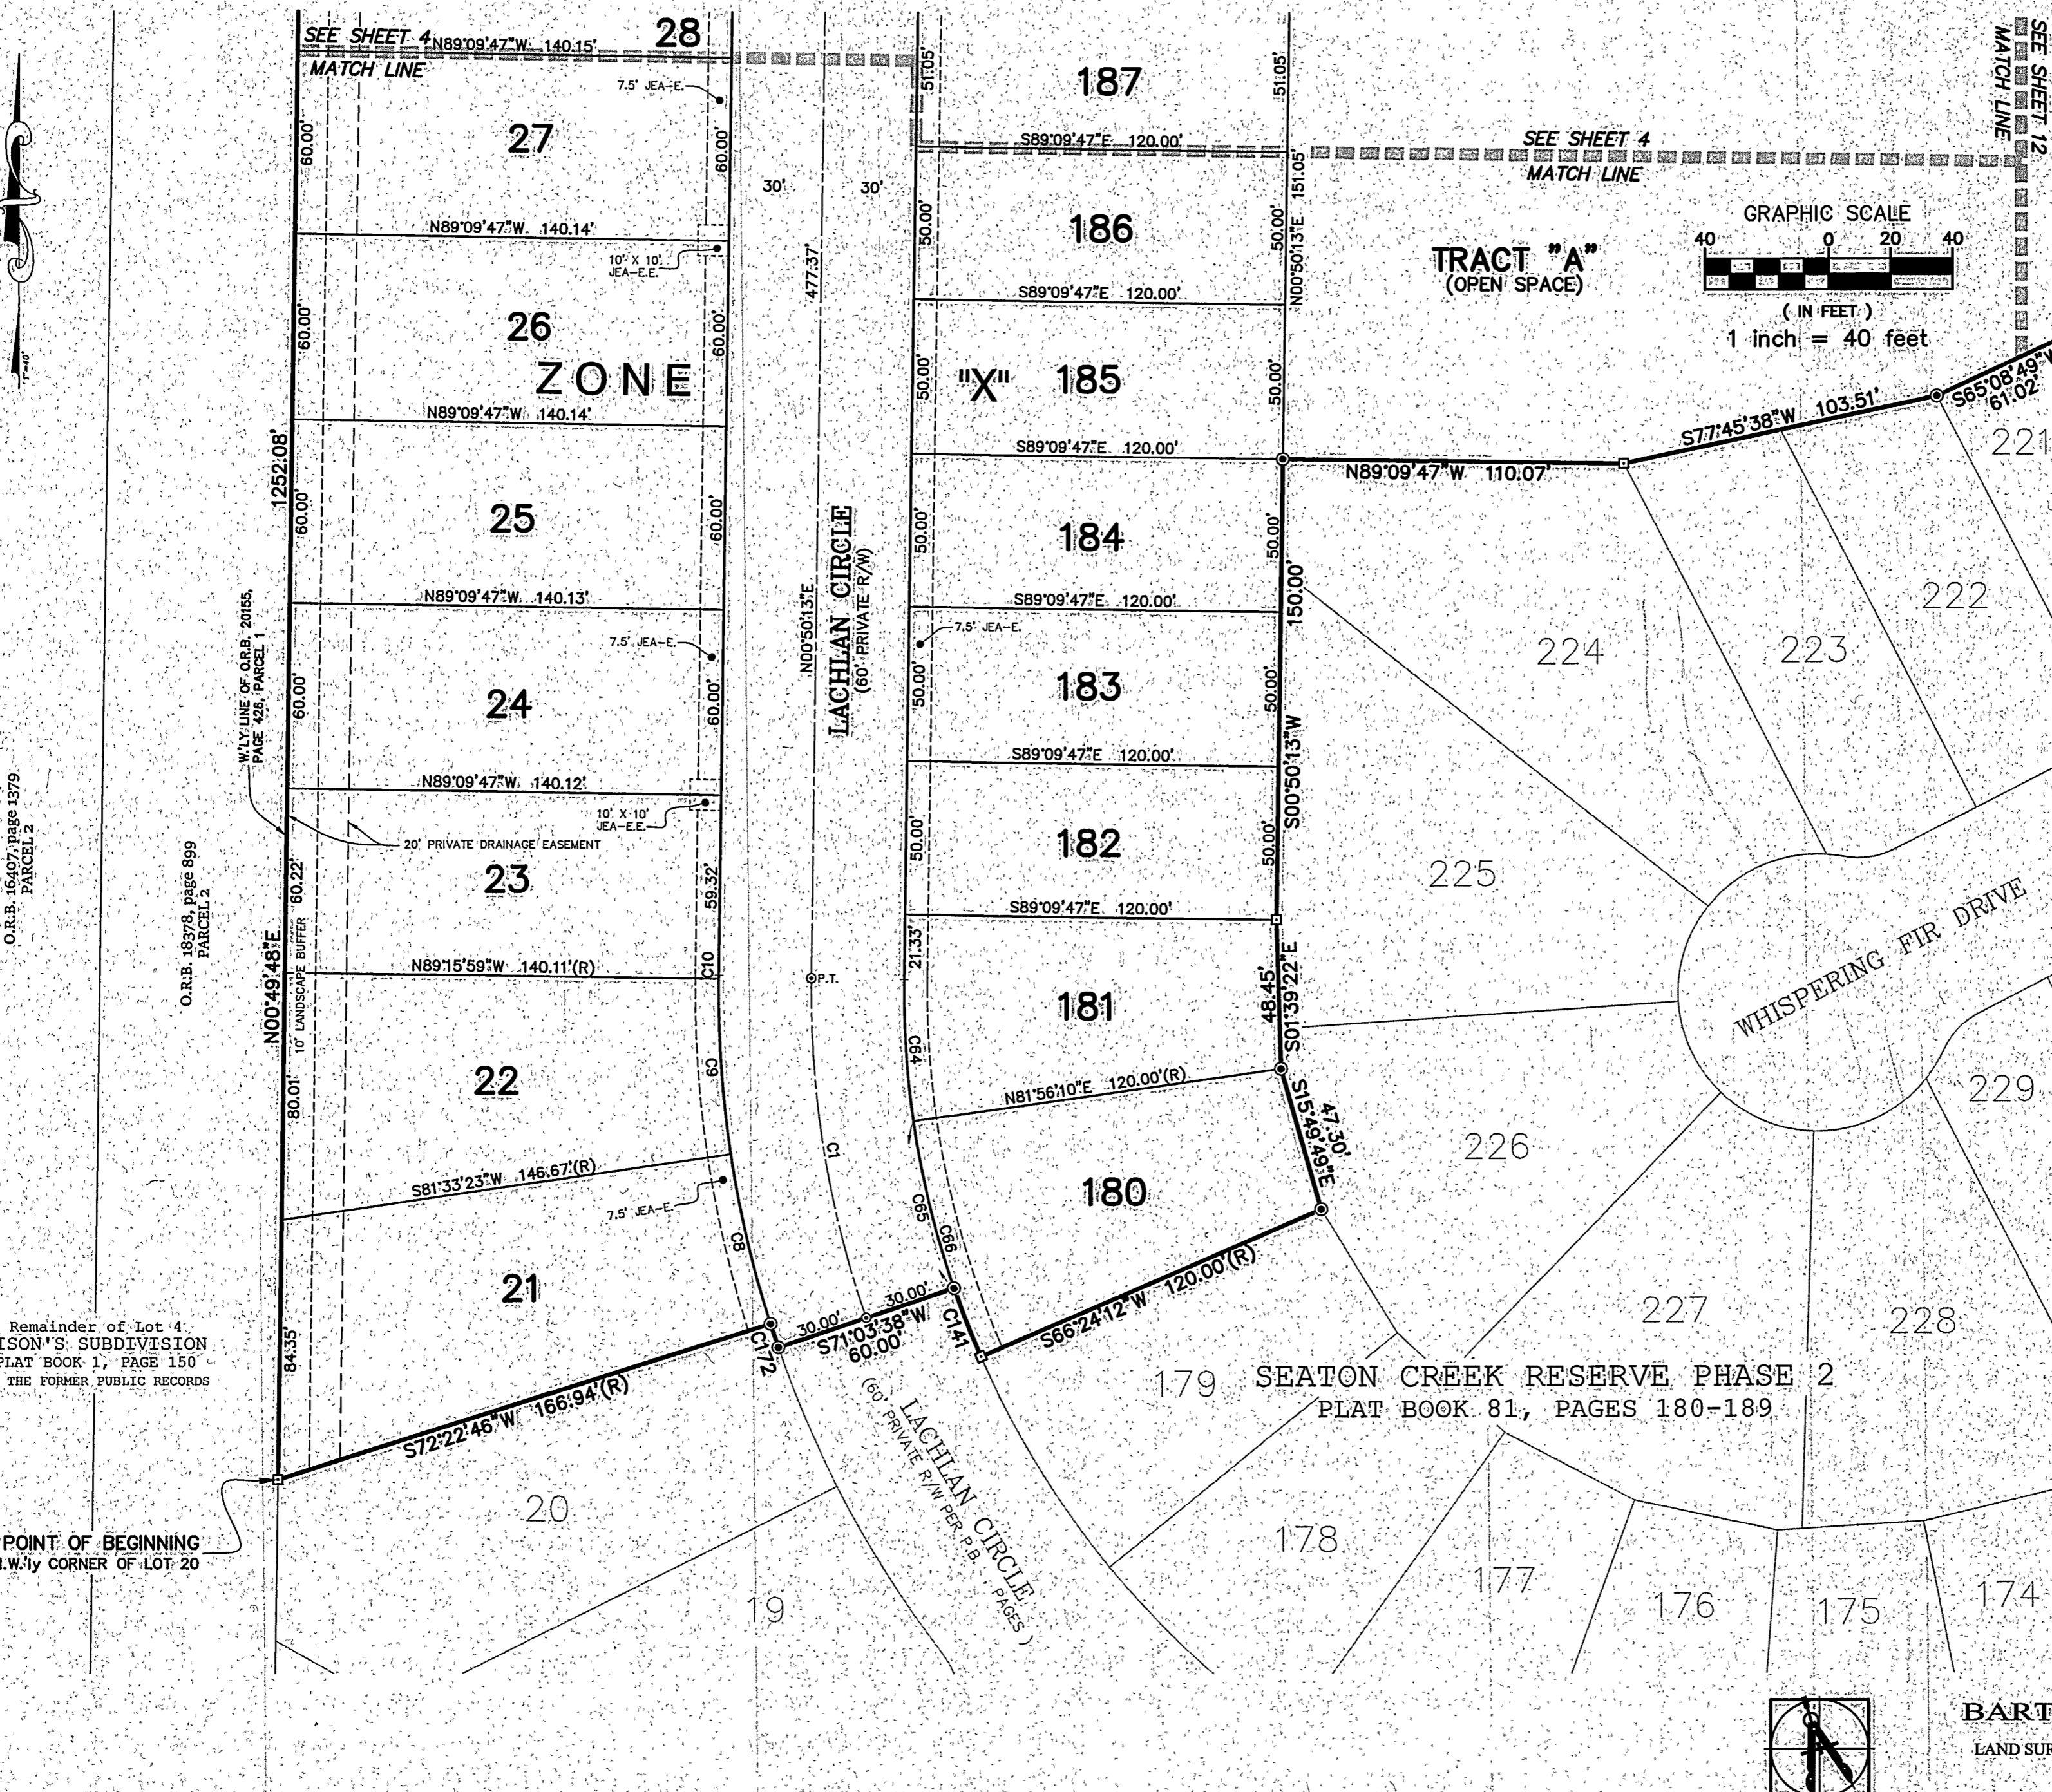 SEE SHEET 4
MATCH LINE
N89°09'47"W 140.15'
28
7.5' JEA-E.
27
60.00'
60.00'
N89°09'47"W 140.14'
10' X 10'
JEA-E.E.
26
60.00'
60.00'
ZONE
"X"
N89°09'47"W 140.14'
1252.08'
25
60.00'
60.00'
N89°09'47"W 140.13'
7.5' JEA-E.
W'LY LINE OF O.R.B. 20155,
PAGE 426, PARCEL 1
24
60.00'
60.00'
N89°09'47"W 140.12'
10' X 10'
JEA-E.E.
20' PRIVATE DRAINAGE EASEMENT
O.R.B. 16407, page 1379
PARCEL 2
O.R.B. 18378, page 899
PARCEL 2
23
60.22'
59.32'
C10
N89°15'59"W 140.11'(R)
N00°49'48"E
10' LANDSCAPE BUFFER
22
80.01'
C9
S81°33'23"W 146.67'(R)
7.5' JEA-E.
C8
21
84.35'
S72°22'46"W 166.94'(R)
C172
Remainder of Lot 4
ISON'S SUBDIVISION
PLAT BOOK 1, PAGE 150
THE FORMER PUBLIC RECORDS
POINT OF BEGINNING
N.W.'ly CORNER OF LOT 20
20
19
30'
30'
477.37'
N00°50'13"E
LACHLAN CIRCLE
(60' PRIVATE R/W)
P.T.
C1
30.00'
30.00'
S71°03'38"W
60.00'
LACHLAN CIRCLE
(60' PRIVATE R/W PER P.B. , PAGES )
51.05'
187
51.05'
S89°09'47"E 120.00'
50.00'
186
50.00'
N00°50'13"E 151.05'
S89°09'47"E 120.00'
50.00'
185
50.00'
S89°09'47"E 120.00'
50.00'
184
50.00'
S89°09'47"E 120.00'
7.5' JEA-E.
50.00'
183
50.00'
150.00'
S00°50'13"W
S89°09'47"E 120.00'
50.00'
182
50.00'
S89°09'47"E 120.00'
21.33'
181
48.45'
S01°39'22"E
C64
N81°56'10"E 120.00'(R)
47.30'
S15°49'49"E
180
C65
C66
C141
S66°24'12"W 120.00'(R)
SEE SHEET 4
MATCH LINE
SEE SHEET 12
MATCH LINE
TRACT "A"
(OPEN SPACE)
GRAPHIC SCALE
40 0 20 40
( IN FEET )
1 inch = 40 feet
N89°09'47"W 110.07'
S77°45'38"W 103.51'
S65°08'49"W
61.02'
221
222
223
224
225
WHISPERING FIR DRIVE
226
229
227
228
179
SEATON CREEK RESERVE PHASE 2
PLAT BOOK 81, PAGES 180-189
178
177
176
175
174
1"=40'
BART
LAND SUR